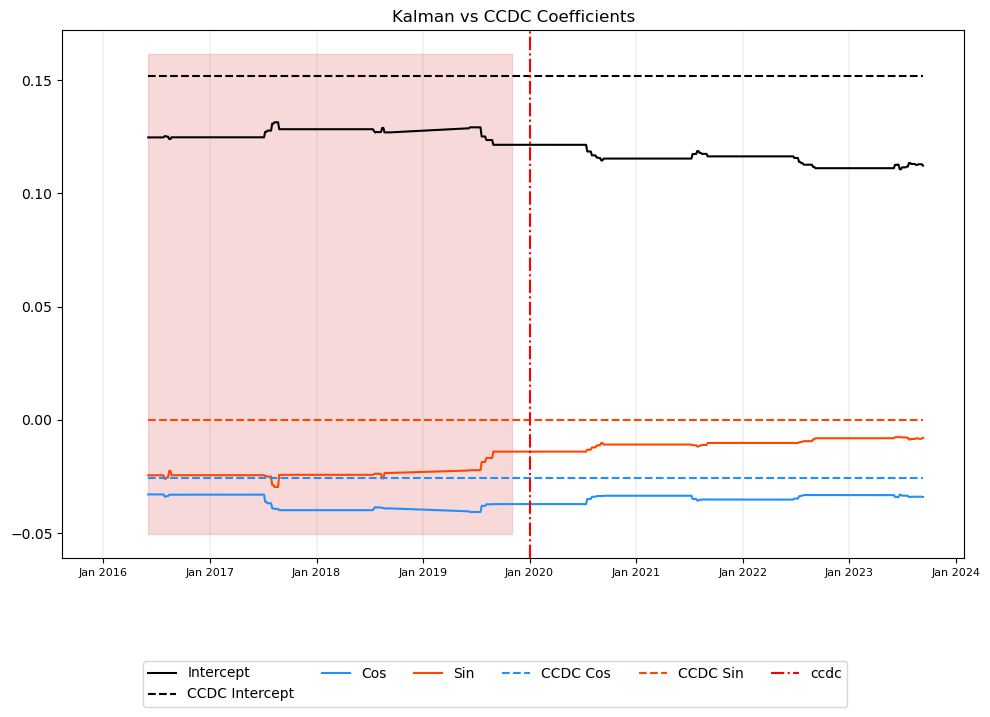 Kalman vs CCDC Coefficients
0.15
0.10
0.05
0.00
−0.05
Jan 2016 Jan 2017 Jan 2018 Jan 2019 Jan 2020 Jan 2021 Jan 2022 Jan 2023 Jan 2024
Intercept Cos Sin CCDC Cos CCDC Sin ccdc
CCDC Intercept